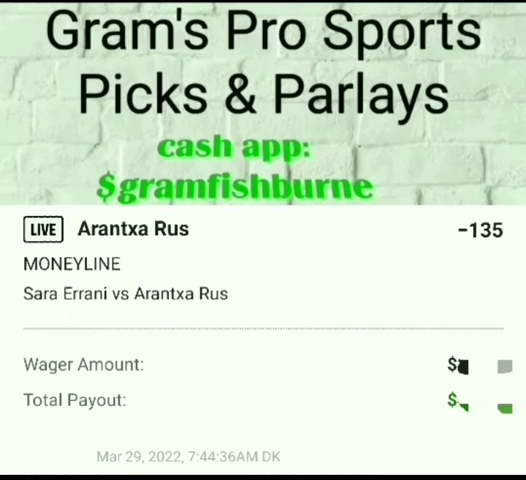 Gram's Pro Sports
Picks & Parlays
cash app:
$gramfishburne
LIVE Arantxa Rus -135
MONEYLINE
Sara Errani vs Arantxa Rus
Wager Amount: $
Total Payout: $
Mar 29, 2022, 7:44:36AM DK